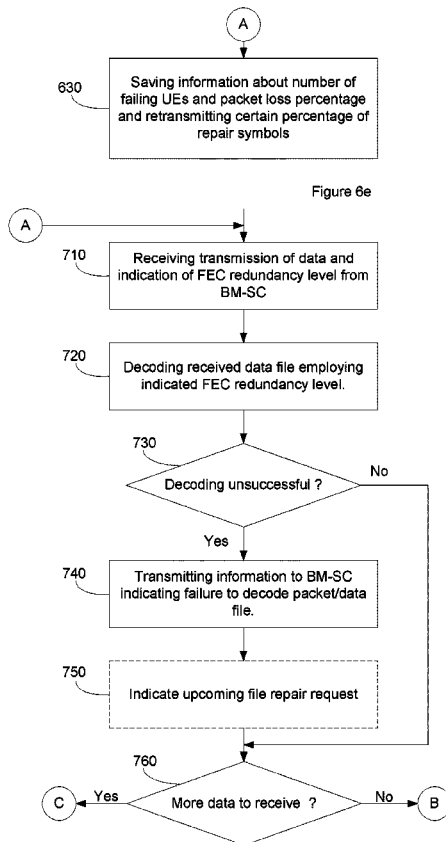 A
630
Saving information about number of
failing UEs and packet loss percentage
and retransmitting certain percentage of
repair symbols
Figure 6e
A
710
Receiving transmission of data and
indication of FEC redundancy level from
BM-SC
720
Decoding received data file employing
indicated FEC redundancy level.
730
Decoding unsuccessful ?
No
Yes
740
Transmitting information to BM-SC
indicating failure to decode packet/data
file.
750
Indicate upcoming file repair request
760
C
Yes
More data to receive ?
No
B